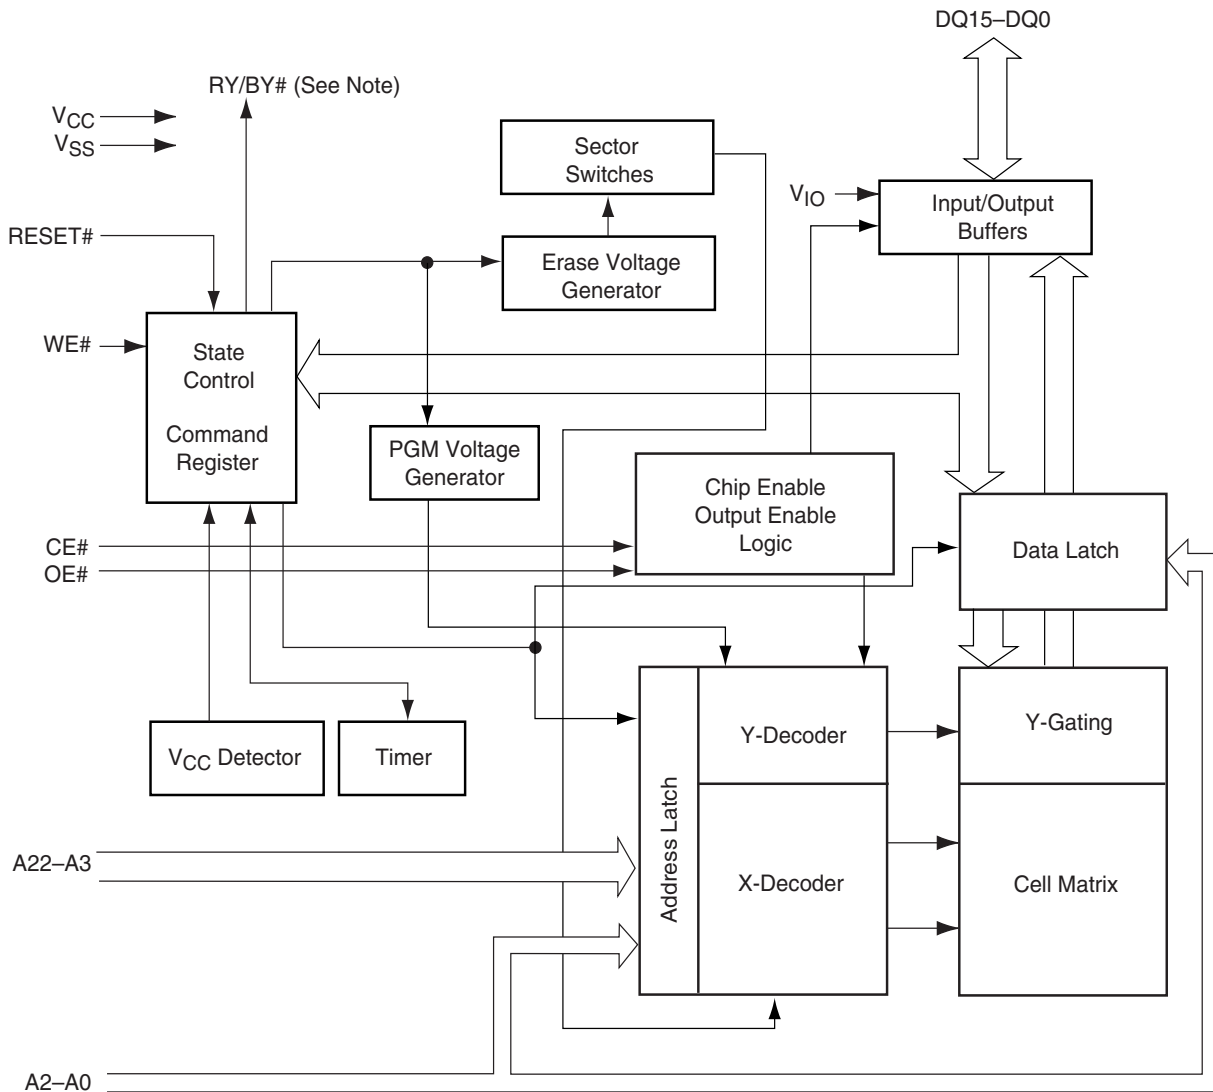 DQ15–DQ0
RY/BY# (See Note)
VCC
VSS
Sector
Switches
VIO
Input/Output
Buffers
RESET#
Erase Voltage
Generator
WE#
State
Control
Command
Register
PGM Voltage
Generator
Chip Enable
Output Enable
Logic
CE#
OE#
Data Latch
VCC Detector
Timer
Address Latch
Y-Decoder
Y-Gating
A22–A3
X-Decoder
Cell Matrix
A2–A0